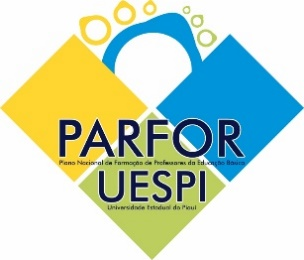 PARFOR
Plano Nacional de Formação de Professores da Educação Básica
UESPI
Universidade Estadual do Piauí